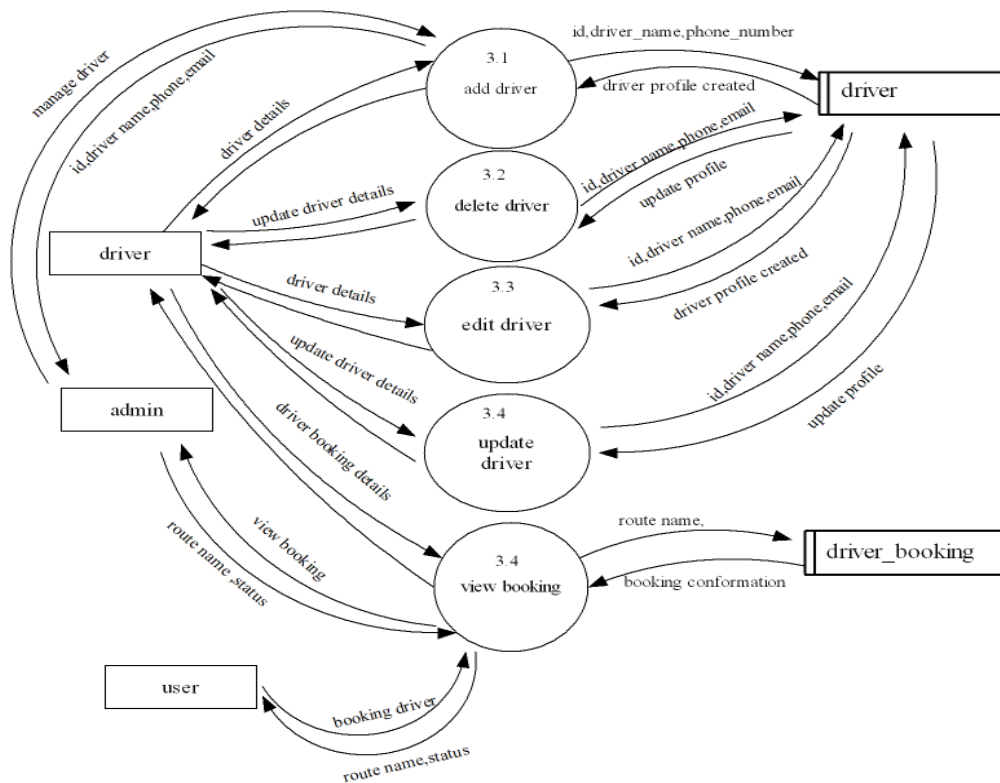 id,driver_name,phone_number
3.1
add driver
driver profile created
driver
manage driver
id,driver name,phone,email
driver details
3.2
delete driver
id,driver name,phone,email
update profile
update driver details
driver
id,driver name,phone,email
driver profile created
driver details
3.3
edit driver
update driver details
id,driver name,phone,email
update profile
admin
3.4
update
driver
driver booking details
route name ,status
view booking
3.4
view booking
route name,
booking conformation
driver_booking
user
booking driver
route name,status